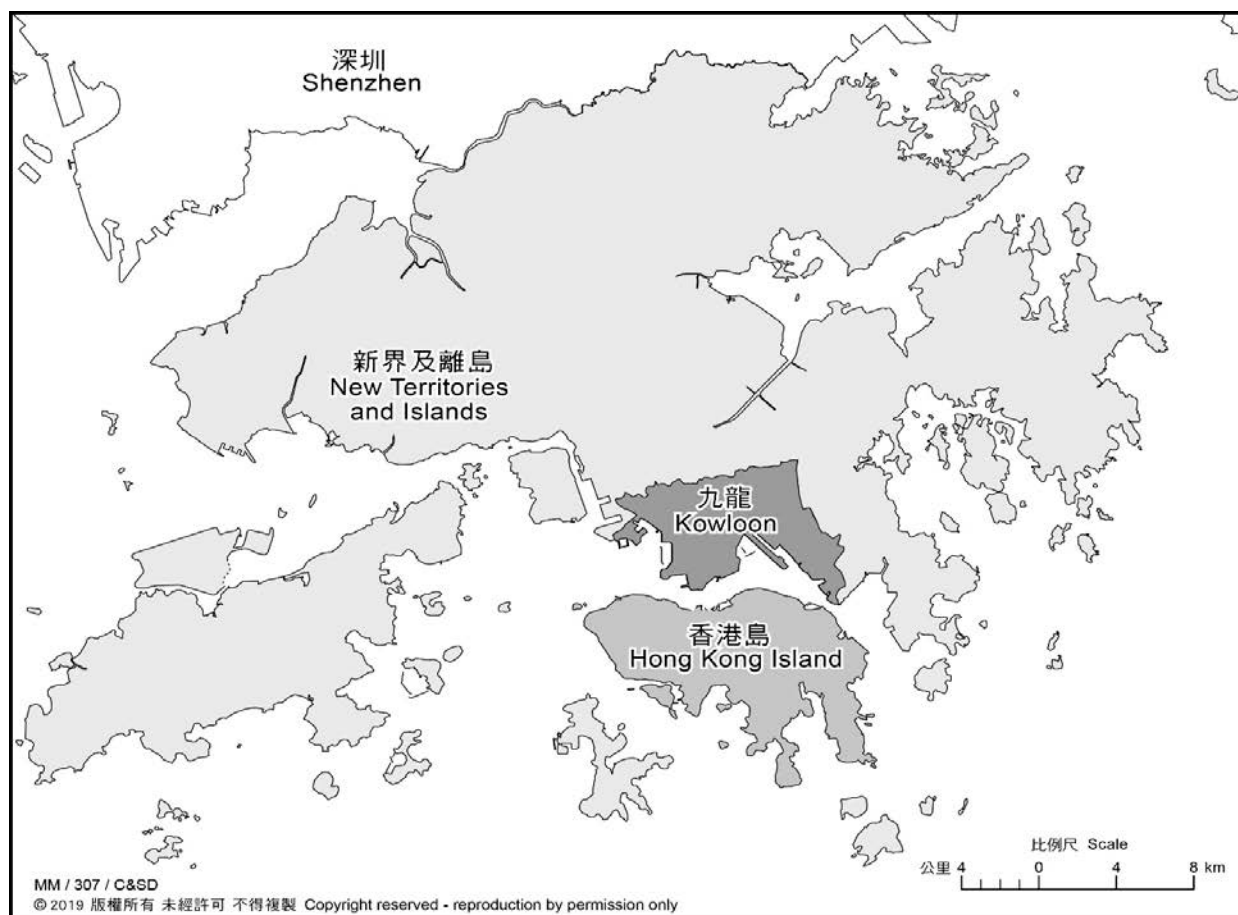 深圳
Shenzhen
新界及離島
New Territories
and Islands
九龍
Kowloon
香港島
Hong Kong Island
比例尺 Scale
公里 4 0 4 8 km
MM / 307 / C&SD
© 2019 版權所有 未經許可 不得複製 Copyright reserved - reproduction by permission only